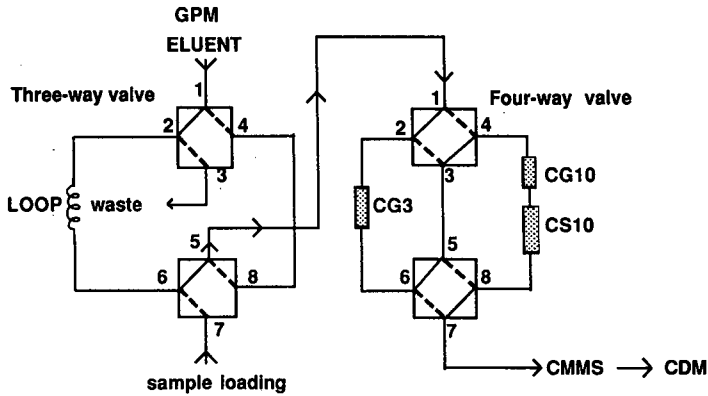 GPM
ELUENT
Three-way valve
1
2
4
3
LOOP
waste
5
6
8
7
sample loading
Four-way valve
1
2
4
3
CG3
CG10
CS10
5
6
8
7
CMMS
CDM